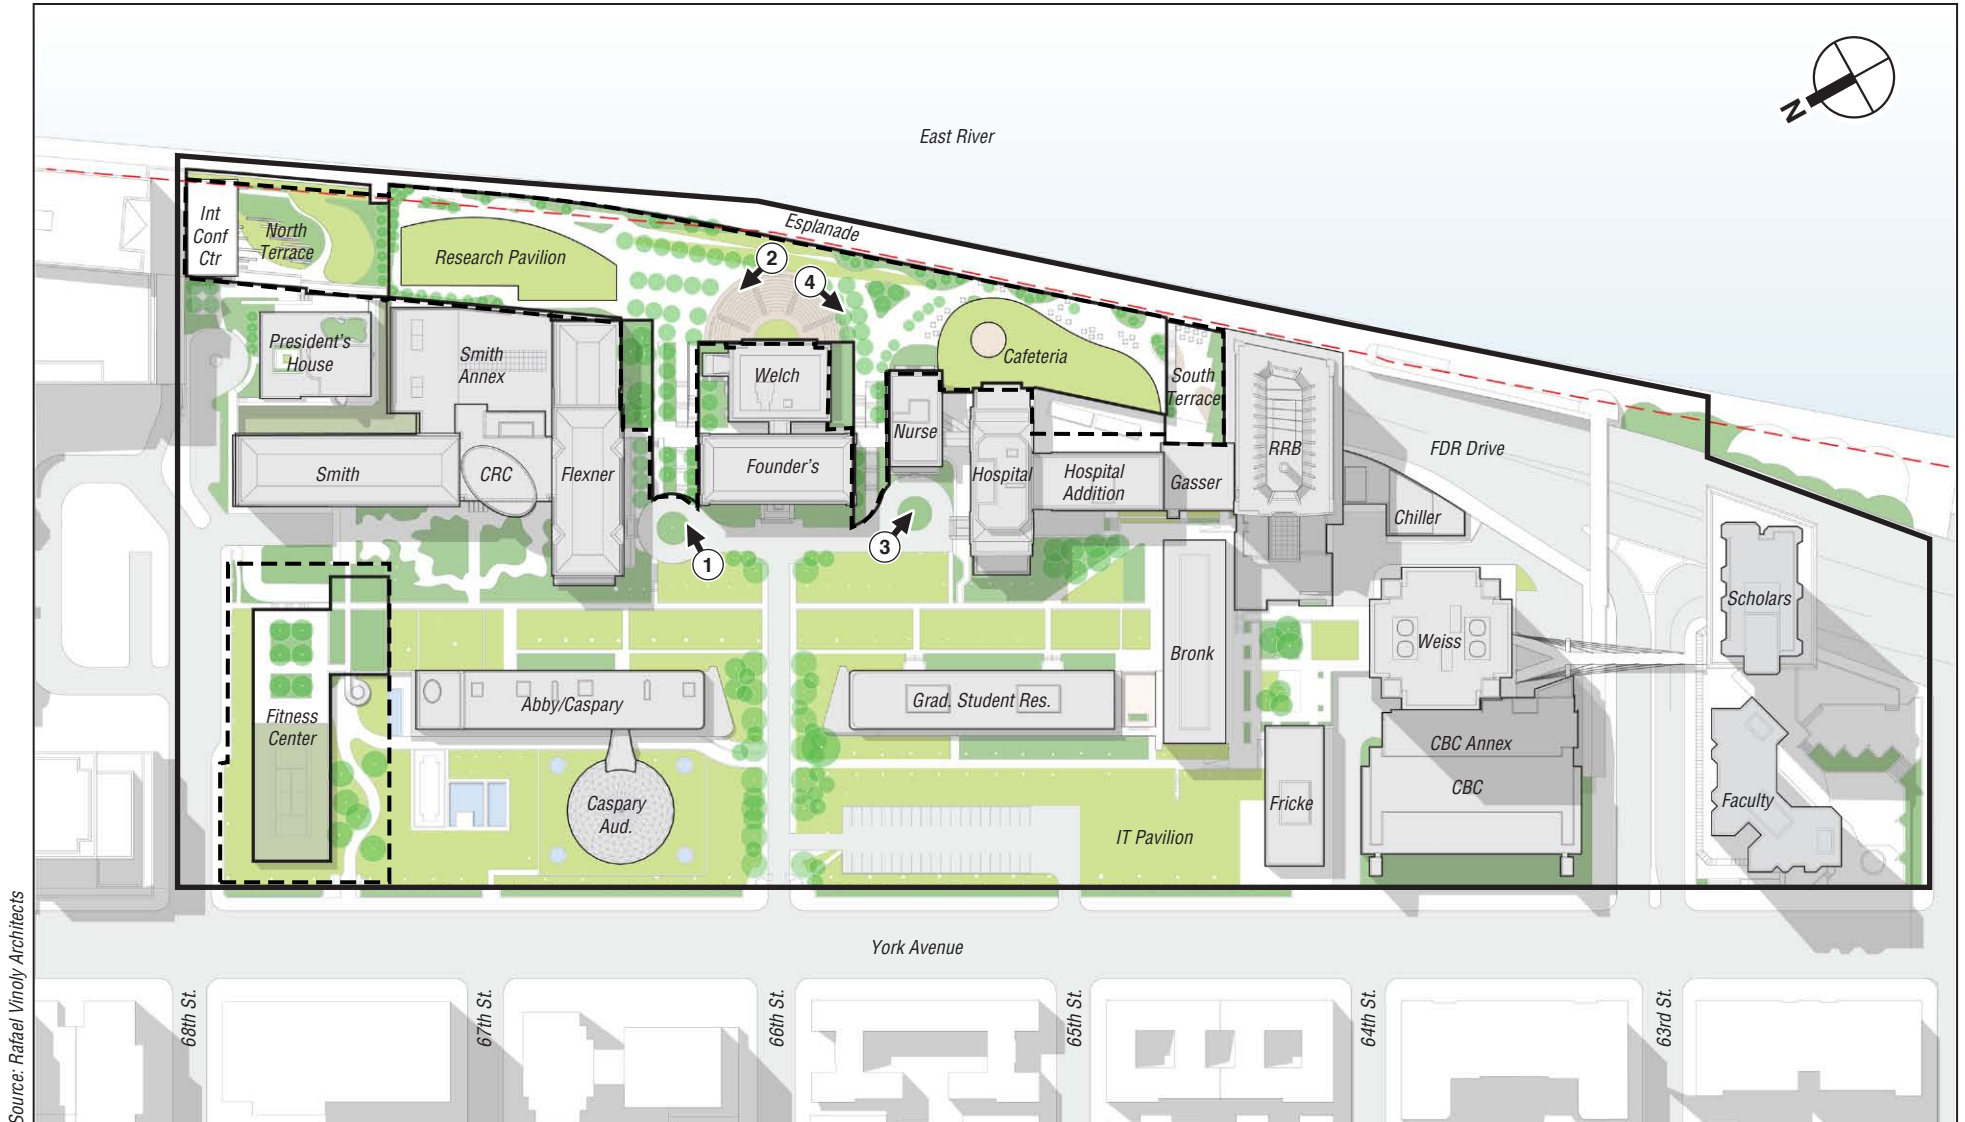 N
East River
Esplanade
Int
Conf
Ctr
North
Terrace
Research Pavilion
2
4
President's
House
Smith
Annex
Welch
Cafeteria
South
Terrace
Nurse
Smith
CRC
Flexner
Founder's
Hospital
Hospital
Addition
Gasser
RRB
FDR Drive
Chiller
1
3
Scholars
Weiss
Bronk
Abby/Caspary
Grad. Student Res.
Fitness
Center
CBC Annex
CBC
Caspary
Aud.
IT Pavilion
Fricke
Faculty
York Avenue
68th St.
67th St.
66th St.
65th St.
64th St.
63rd St.
Source: Rafael Vinoly Architects